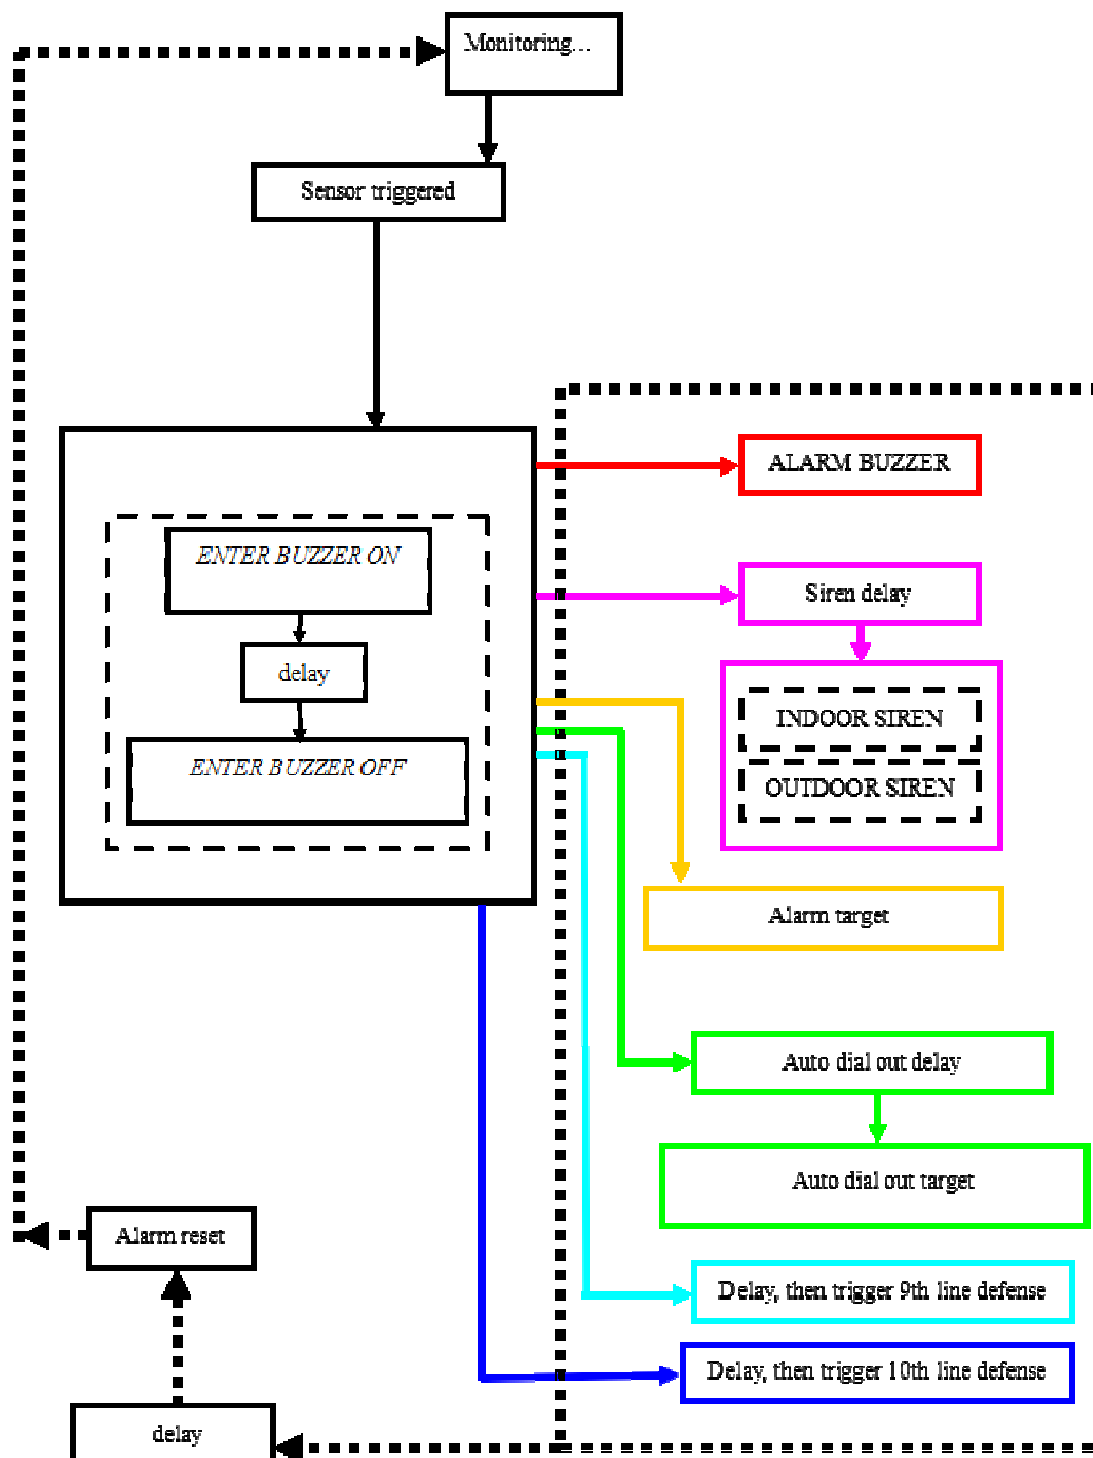 Monitoring...
Sensor triggered
ALARM BUZZER
ENTER BUZZER ON
Siren delay
delay
INDOOR SIREN
ENTER BUZZER OFF
OUTDOOR SIREN
Alarm target
Auto dial out delay
Auto dial out target
Alarm reset
Delay, then trigger 9th line defense
Delay, then trigger 10th line defense
delay